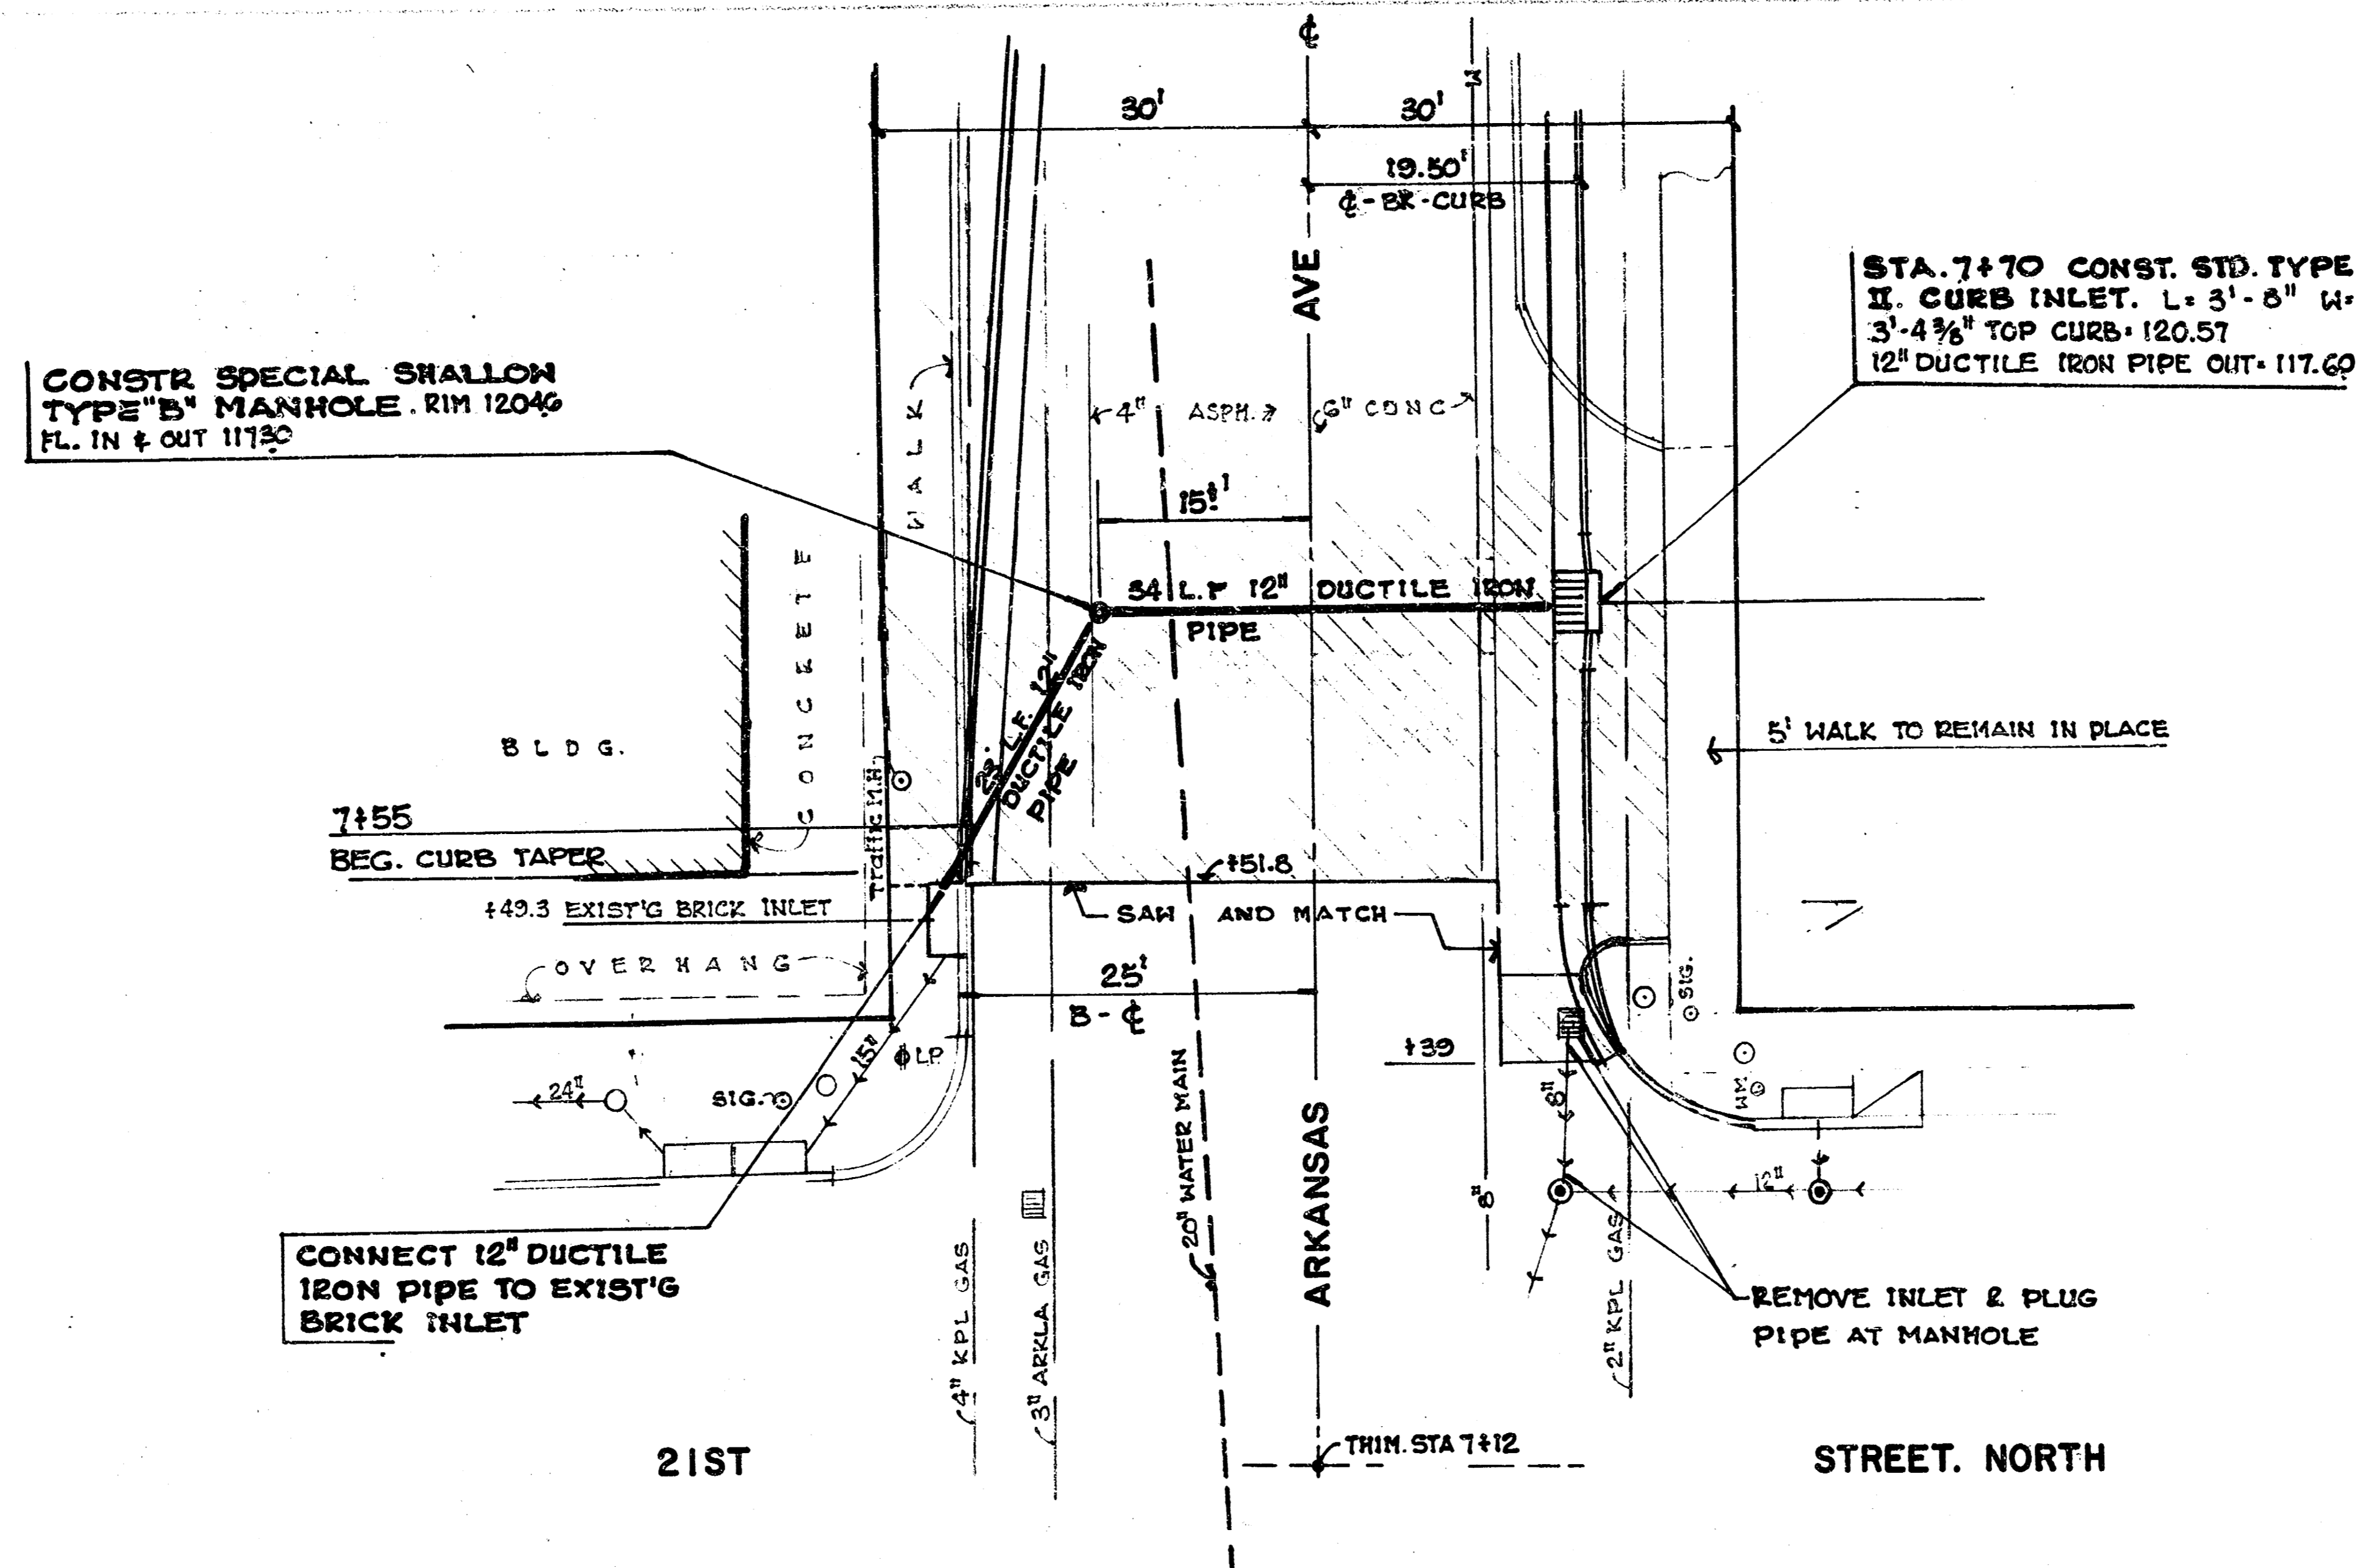 ℄
30'
30'
W
19.50'
℄-BK-CURB
AVE
STA. 7+70 CONST. STD. TYPE
II. CURB INLET. L= 3'-8" W=
3'-4 3/8" TOP CURB= 120.57
12" DUCTILE IRON PIPE OUT= 117.60
CONSTR SPECIAL SHALLOW
TYPE "B" MANHOLE. RIM 12046
FL. IN & OUT 11730
WALK
4" ASPH.
6" CONC
15±'
34 L.F 12" DUCTILE IRON
PIPE
CONCRETE
23. L.F. 12"
DUCTILE IRON
PIPE
BLDG.
5' WALK TO REMAIN IN PLACE
Traffic M.H.
7+55
BEG. CURB TAPER
+51.8
+49.3 EXIST'G BRICK INLET
SAW AND MATCH
OVERHANG
25'
B-℄
SIG.
15"
LP.
+39
24"
SIG.
8"
WM
20" WATER MAIN
ARKANSAS
8"
12"
CONNECT 12" DUCTILE
IRON PIPE TO EXIST'G
BRICK INLET
4" KPL GAS
3" ARKLA GAS
2" KPL GAS
REMOVE INLET & PLUG
PIPE AT MANHOLE
THIM. STA 7+12
21ST
STREET. NORTH